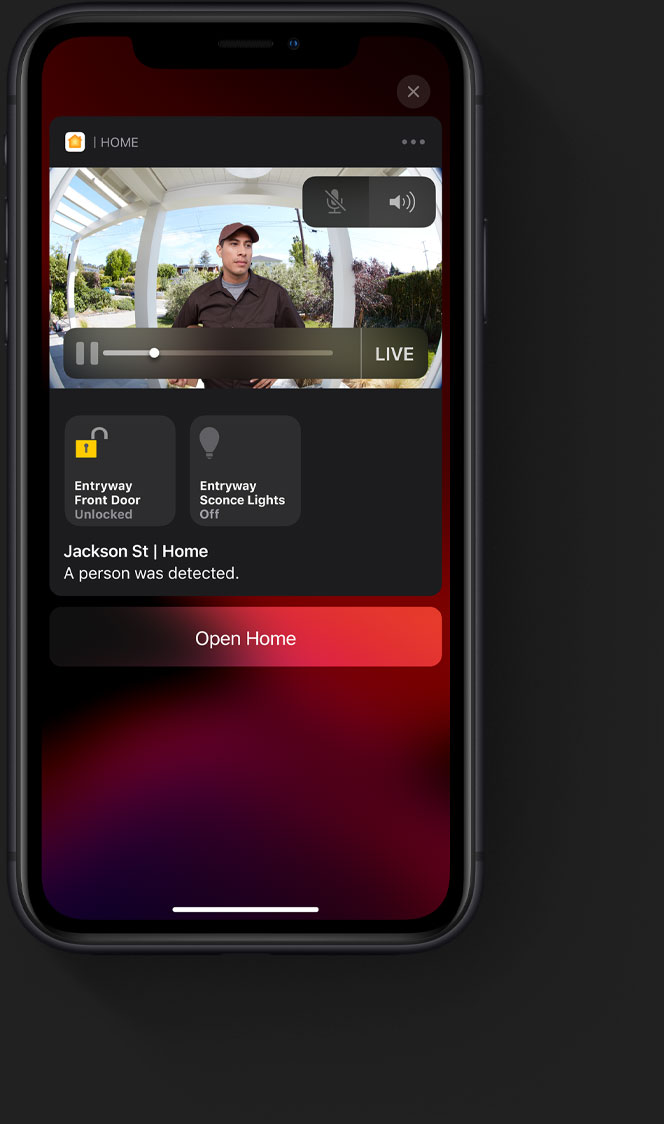 | HOME
LIVE
Entryway
Front Door
Unlocked
Entryway
Sconce Lights
Off
Jackson St | Home
A person was detected.
Open Home